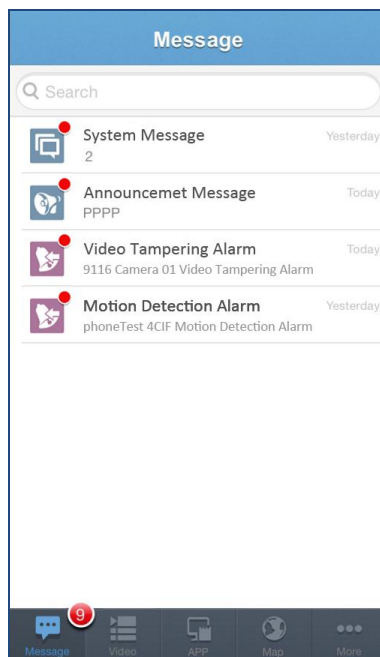 Message
Search
System Message
Yesterday
2
Announcemet Message
Today
PPPP
Video Tampering Alarm
Today
9116 Camera 01 Video Tampering Alarm
Motion Detection Alarm
Yesterday
phoneTest 4CIF Motion Detection Alarm
9
Message
Video
APP
Map
More